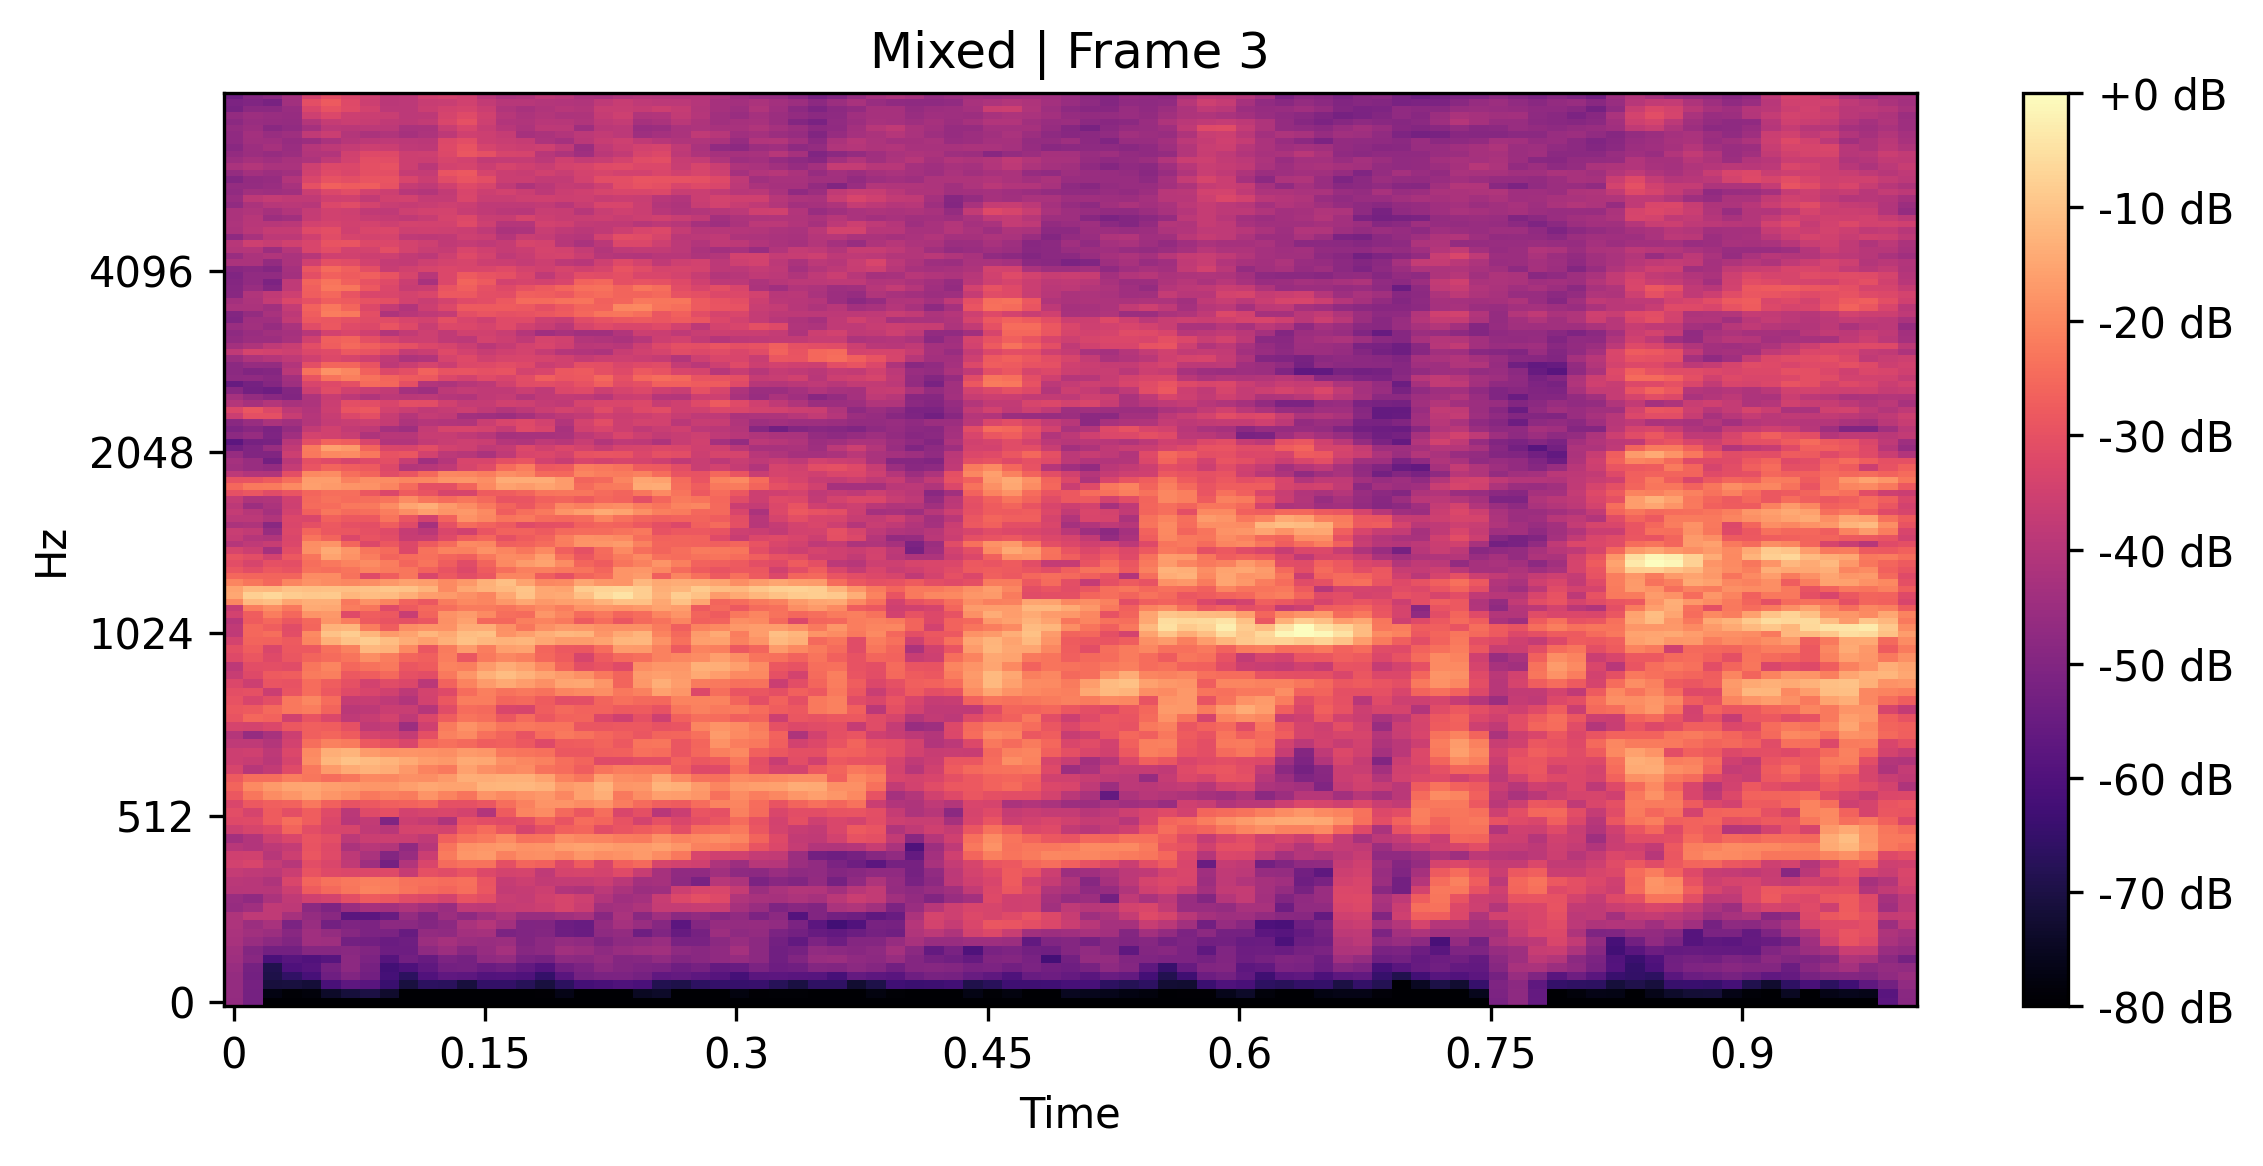 Mixed | Frame 3
+0 dB
-10 dB
4096
-20 dB
-30 dB
2048
-40 dB
Hz
1024
-50 dB
512
-60 dB
-70 dB
0
-80 dB
0 0.15 0.3 0.45 0.6 0.75 0.9
Time